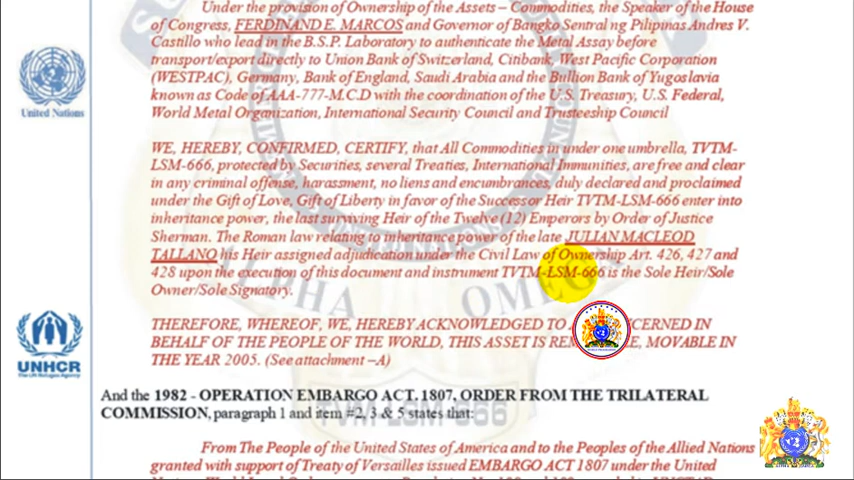 Under the provision of Ownership of the Assets – Commodities, the Speaker of the House
of Congress, FERDINAND E. MARCOS and Governor of Bangko Sentral ng Pilipinas Andres V.
Castillo who lead in the B.S.P. Laboratory to authenticate the Metal Assay before
transport/export directly to Union Bank of Switzerland, Citibank, West Pacific Corporation
(WESTPAC), Germany, Bank of England, Saudi Arabia and the Bullion Bank of Yugoslavia
known as Code of AAA-777-M.C.D with the coordination of the U.S. Treasury, U.S. Federal,
World Metal Organization, International Security Council and Trusteeship Council
United Nations
WE, HEREBY, CONFIRMED, CERTIFY, that All Commodities in under one umbrella, TVTM-
LSM-666, protected by Securities, several Treaties, International Immunities, are free and clear
in any criminal offense, harassment, no liens and encumbrances, duly declared and proclaimed
under the Gift of Love, Gift of Liberty in favor of the Success or Heir TVTM-LSM-666 enter into
inheritance power, the last surviving Heir of the Twelve (12) Emperors by Order of Justice
Sherman. The Roman law relating to inheritance power of the late JULIAN MACLEOD
TALLANO his Heir assigned adjudication under the Civil Law of Ownership Art. 426, 427 and
428 upon the execution of this document and instrument TVTM-LSM-666 is the Sole Heir/Sole
Owner/Sole Signatory.
ALPHA OMEGA
THEREFORE, WHEREOF, WE, HEREBY ACKNOWLEDGED TO CERNED IN
BEHALF OF THE PEOPLE OF THE WORLD, THIS ASSET IS REM E, MOVABLE IN
THE YEAR 2005. (See attachment –A)
UNHCR
The UN Refugee Agency
And the 1982 - OPERATION EMBARGO ACT. 1807, ORDER FROM THE TRILATERAL
COMMISSION, paragraph 1 and item #2, 3 & 5 states that:
TVTM-LSM-666
From The People of the United States of America and to the Peoples of the Allied Nations
granted with support of Treaty of Versailles issued EMBARGO ACT 1807 under the United